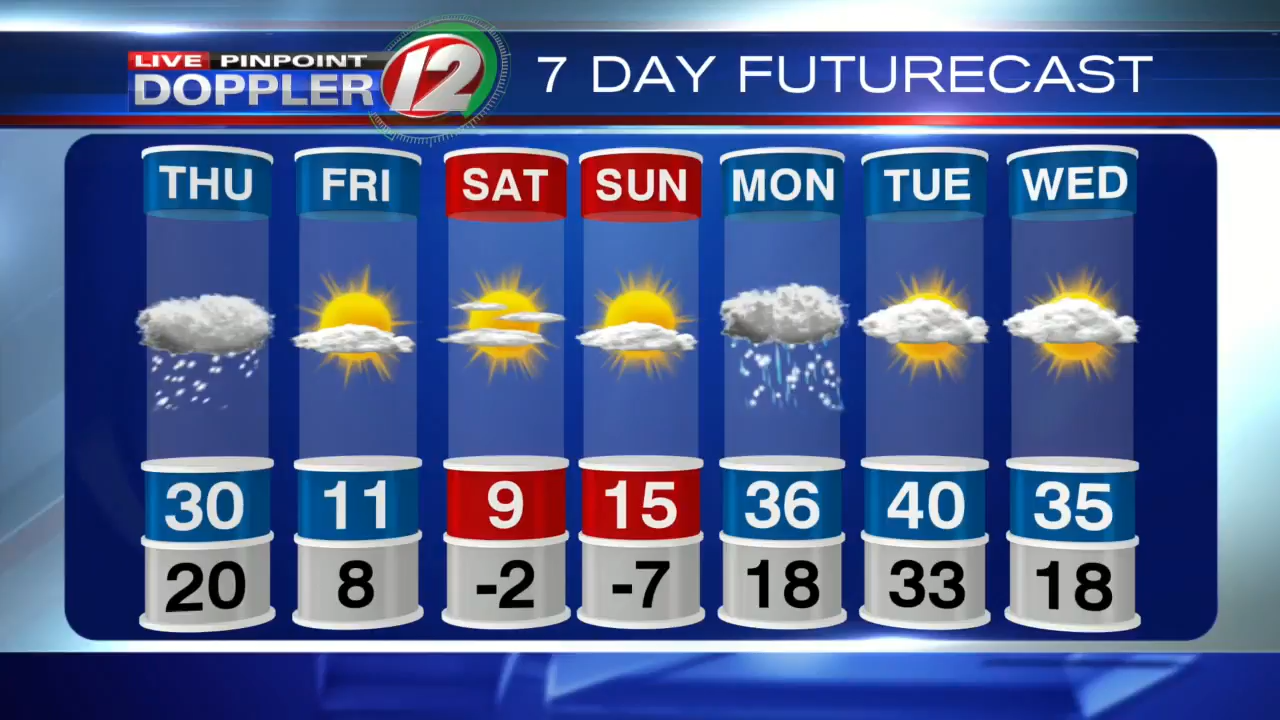 LIVE PINPOINT
DOPPLER 12
7 DAY FUTURECAST
THU FRI SAT SUN MON TUE WED
30 11 9 15 36 40 35
20 8 -2 -7 18 33 18